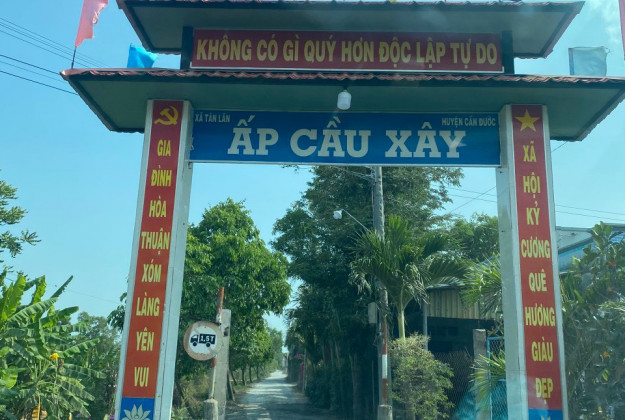 KHÔNG CÓ GÌ QUÝ HƠN ĐỘC LẬP TỰ DO
XÃ TÂN LÂN
HUYỆN CẦN ĐƯỚC
ẤP CẦU XÂY
GIA
ĐÌNH
HÒA
THUẬN
XÓM
LÀNG
YÊN
VUI
XÃ
HỘI
KỶ
CƯƠNG
QUÊ
HƯƠNG
GIÀU
ĐẸP
1,5T